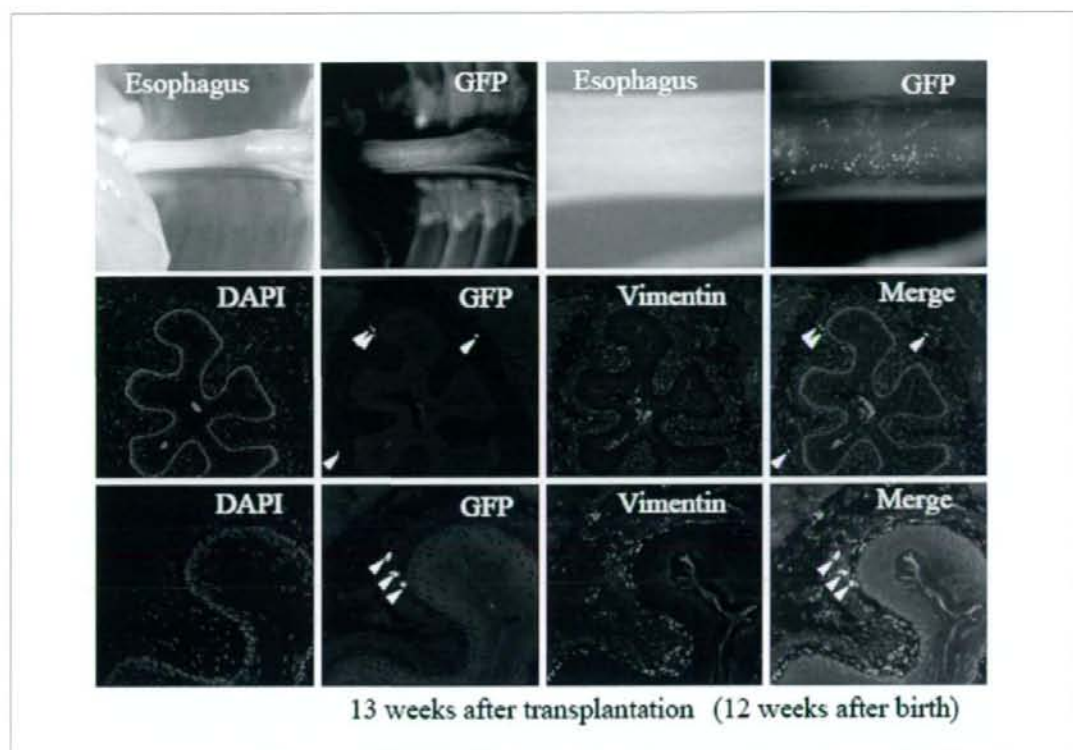 Esophagus GFP Esophagus GFP
DAPI GFP Vimentin Merge
DAPI GFP Vimentin Merge
13 weeks after transplantation (12 weeks after birth)